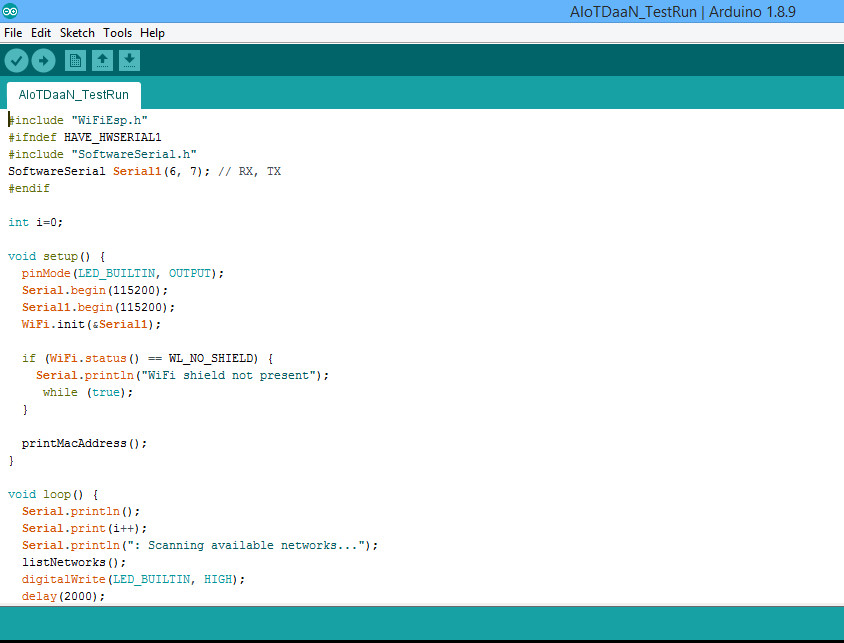 AIoTDaaN_TestRun | Arduino 1.8.9
File Edit Sketch Tools Help
AIoTDaaN_TestRun
#include "WiFiEsp.h"
#ifndef HAVE_HWSERIAL1
#include "SoftwareSerial.h"
SoftwareSerial Serial1(6, 7); // RX, TX
#endif
int i=0;
void setup() {
  pinMode(LED_BUILTIN, OUTPUT);
  Serial.begin(115200);
  Serial1.begin(115200);
  WiFi.init(&Serial1);
  if (WiFi.status() == WL_NO_SHIELD) {
    Serial.println("WiFi shield not present");
     while (true);
  }
  printMacAddress();
}
void loop() {
  Serial.println();
  Serial.print(i++);
  Serial.println(": Scanning available networks...");
  listNetworks();
  digitalWrite(LED_BUILTIN, HIGH);
  delay(2000);